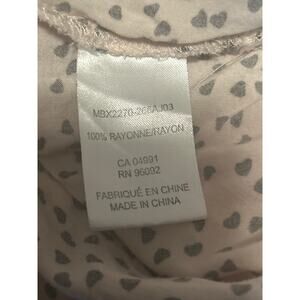 MBX2270-266AJ03
100% RAYONNE/RAYON
CA 04991
RN 96092
FABRIQUÉ EN CHINE
MADE IN CHINA